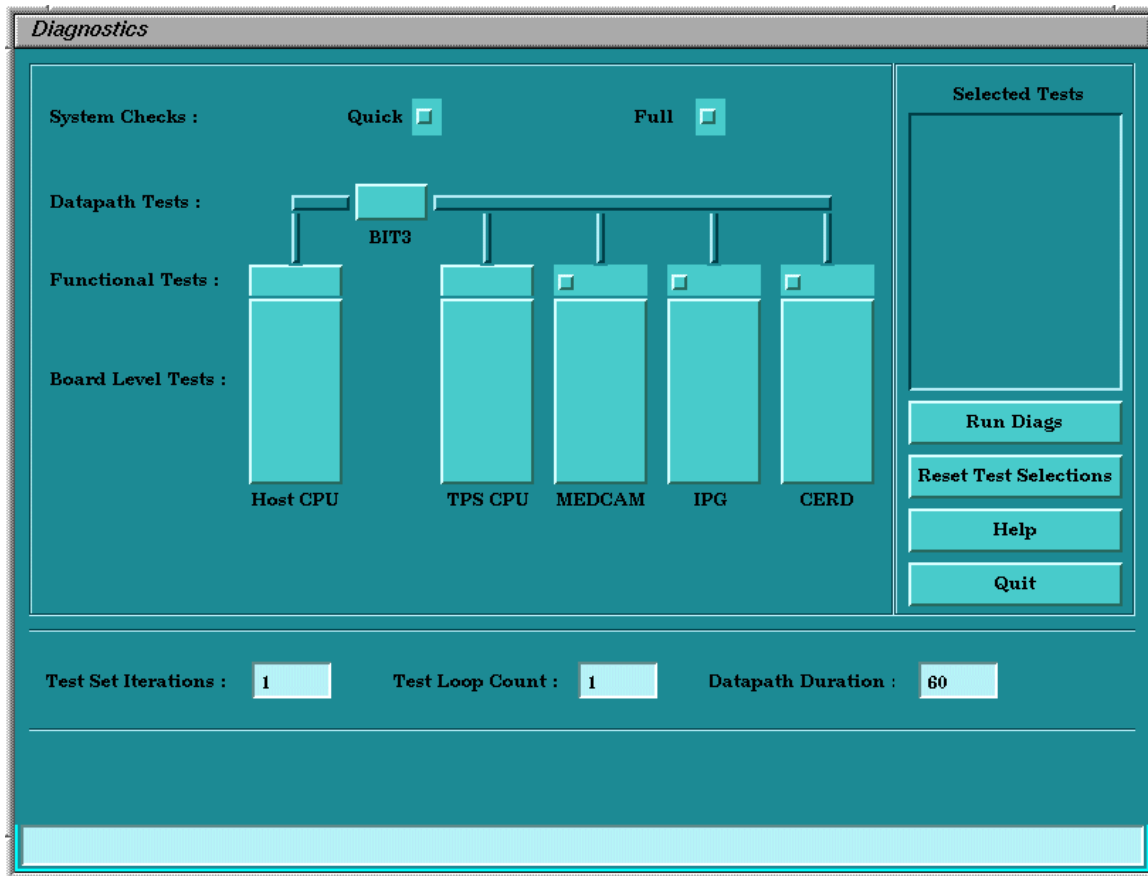 Diagnostics
System Checks : Quick Full
Selected Tests
Datapath Tests :
BIT3
Functional Tests :
Board Level Tests :
Host CPU TPS CPU MEDCAM IPG CERD
Run Diags
Reset Test Selections
Help
Quit
Test Set Iterations : 1 Test Loop Count : 1 Datapath Duration : 60